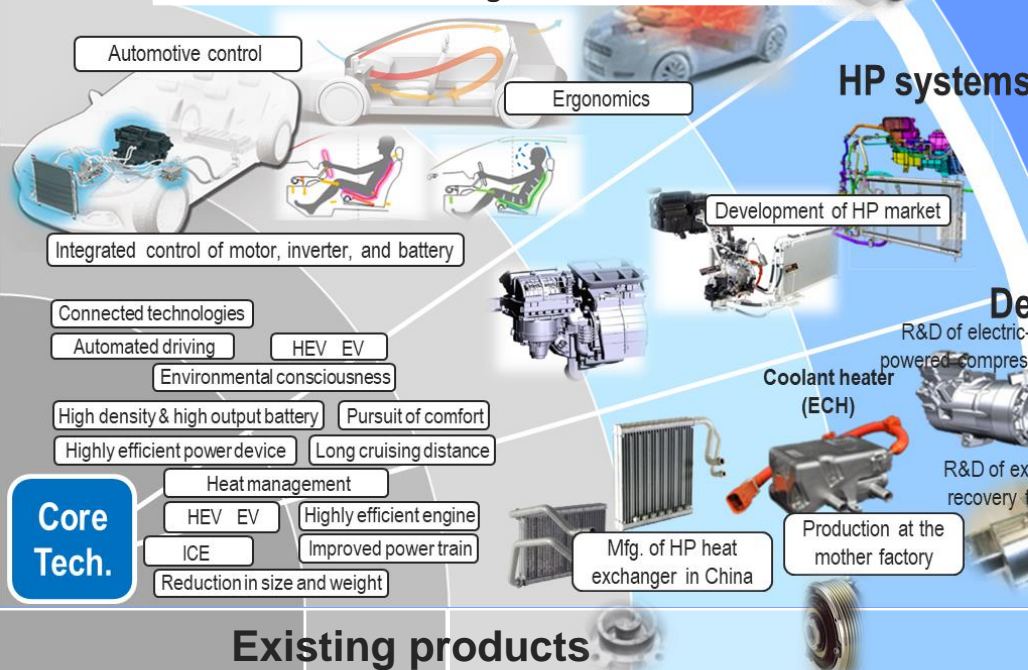 Automotive control
Ergonomics
HP systems
Development of HP market
Integrated control of motor, inverter, and battery
Connected technologies
Automated driving
HEV EV
Environmental consciousness
High density & high output battery
Pursuit of comfort
Highly efficient power device
Long cruising distance
Heat management
HEV EV
Highly efficient engine
ICE
Improved power train
Reduction in size and weight
Core
Tech.
R&D of electric-
Coolant heater
(ECH)
R&D of
recovery
Mfg. of HP heat
exchanger in China
Production at the
mother factory
Existing products